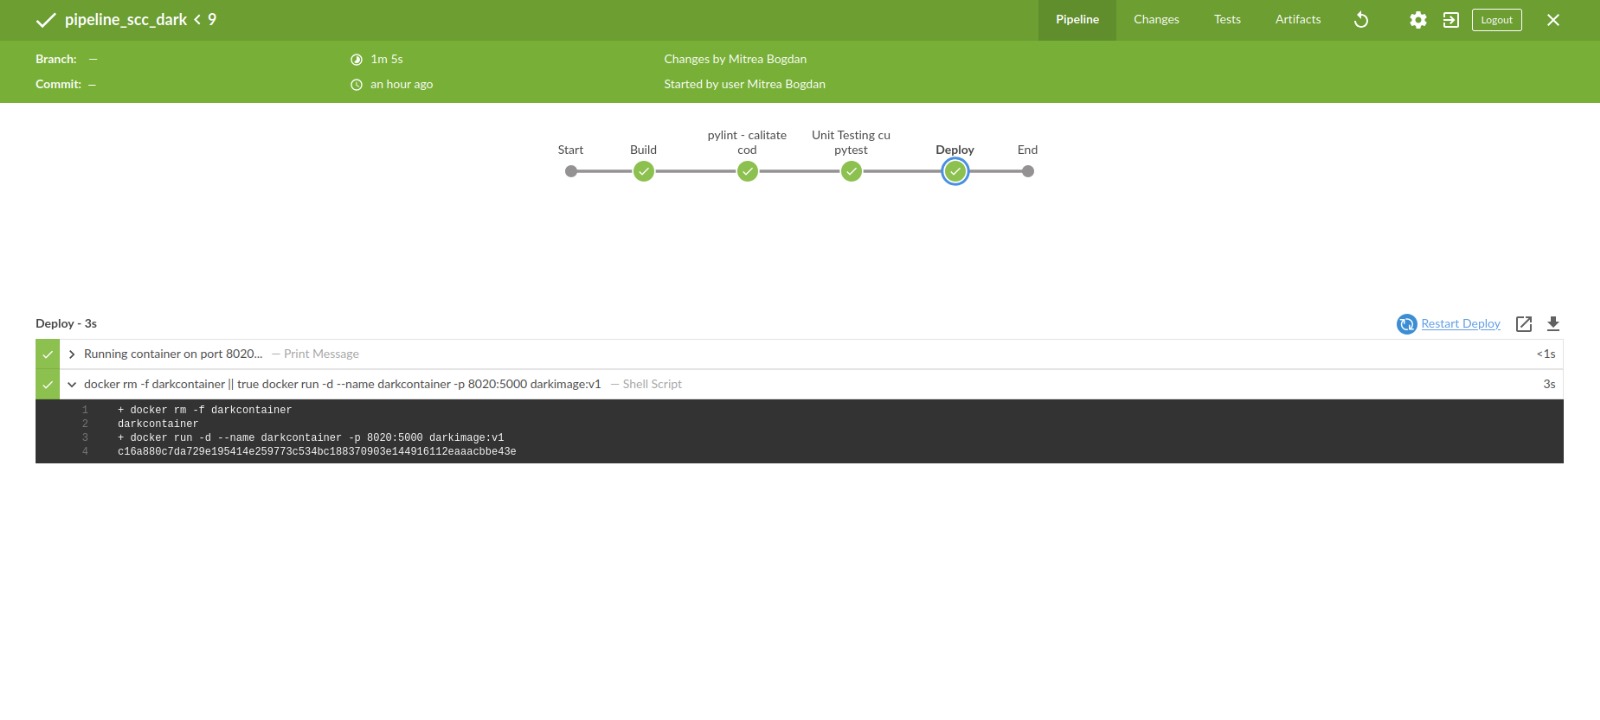 pipeline_scc_dark < 9
Pipeline
Changes
Tests
Artifacts
Logout
Branch: —
1m 5s
Changes by Mitrea Bogdan
Commit: —
an hour ago
Started by user Mitrea Bogdan
Start
Build
pylint - calitate
cod
Unit Testing cu
pytest
Deploy
End
Deploy - 3s
Restart Deploy
Running container on port 8020... — Print Message
<1s
docker rm -f darkcontainer || true docker run -d --name darkcontainer -p 8020:5000 darkimage:v1 — Shell Script
3s
1 + docker rm -f darkcontainer
2 darkcontainer
3 + docker run -d --name darkcontainer -p 8020:5000 darkimage:v1
4 c16a880c7da729e195414e259773c534bc188370903e144916112eaaacbbe43e